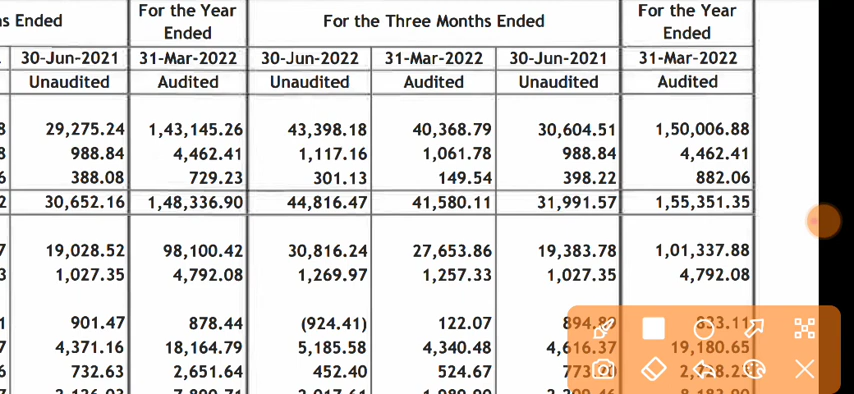 s Ended For the Year Ended For the Three Months Ended For the Year Ended
30-Jun-2021 31-Mar-2022 30-Jun-2022 31-Mar-2022 30-Jun-2021 31-Mar-2022
Unaudited Audited Unaudited Audited Unaudited Audited
8 29,275.24 1,43,145.26 43,398.18 40,368.79 30,604.51 1,50,006.88
8 988.84 4,462.41 1,117.16 1,061.78 988.84 4,462.41
6 388.08 729.23 301.13 149.54 398.22 882.06
2 30,652.16 1,48,336.90 44,816.47 41,580.11 31,991.57 1,55,351.35
7 19,028.52 98,100.42 30,816.24 27,653.86 19,383.78 1,01,337.88
3 1,027.35 4,792.08 1,269.97 1,257.33 1,027.35 4,792.08
1 901.47 878.44 (924.41) 122.07
7 4,371.16 18,164.79 5,185.58 4,340.48 4,616.37 19,180.65
6 732.63 2,651.64 452.40 524.67